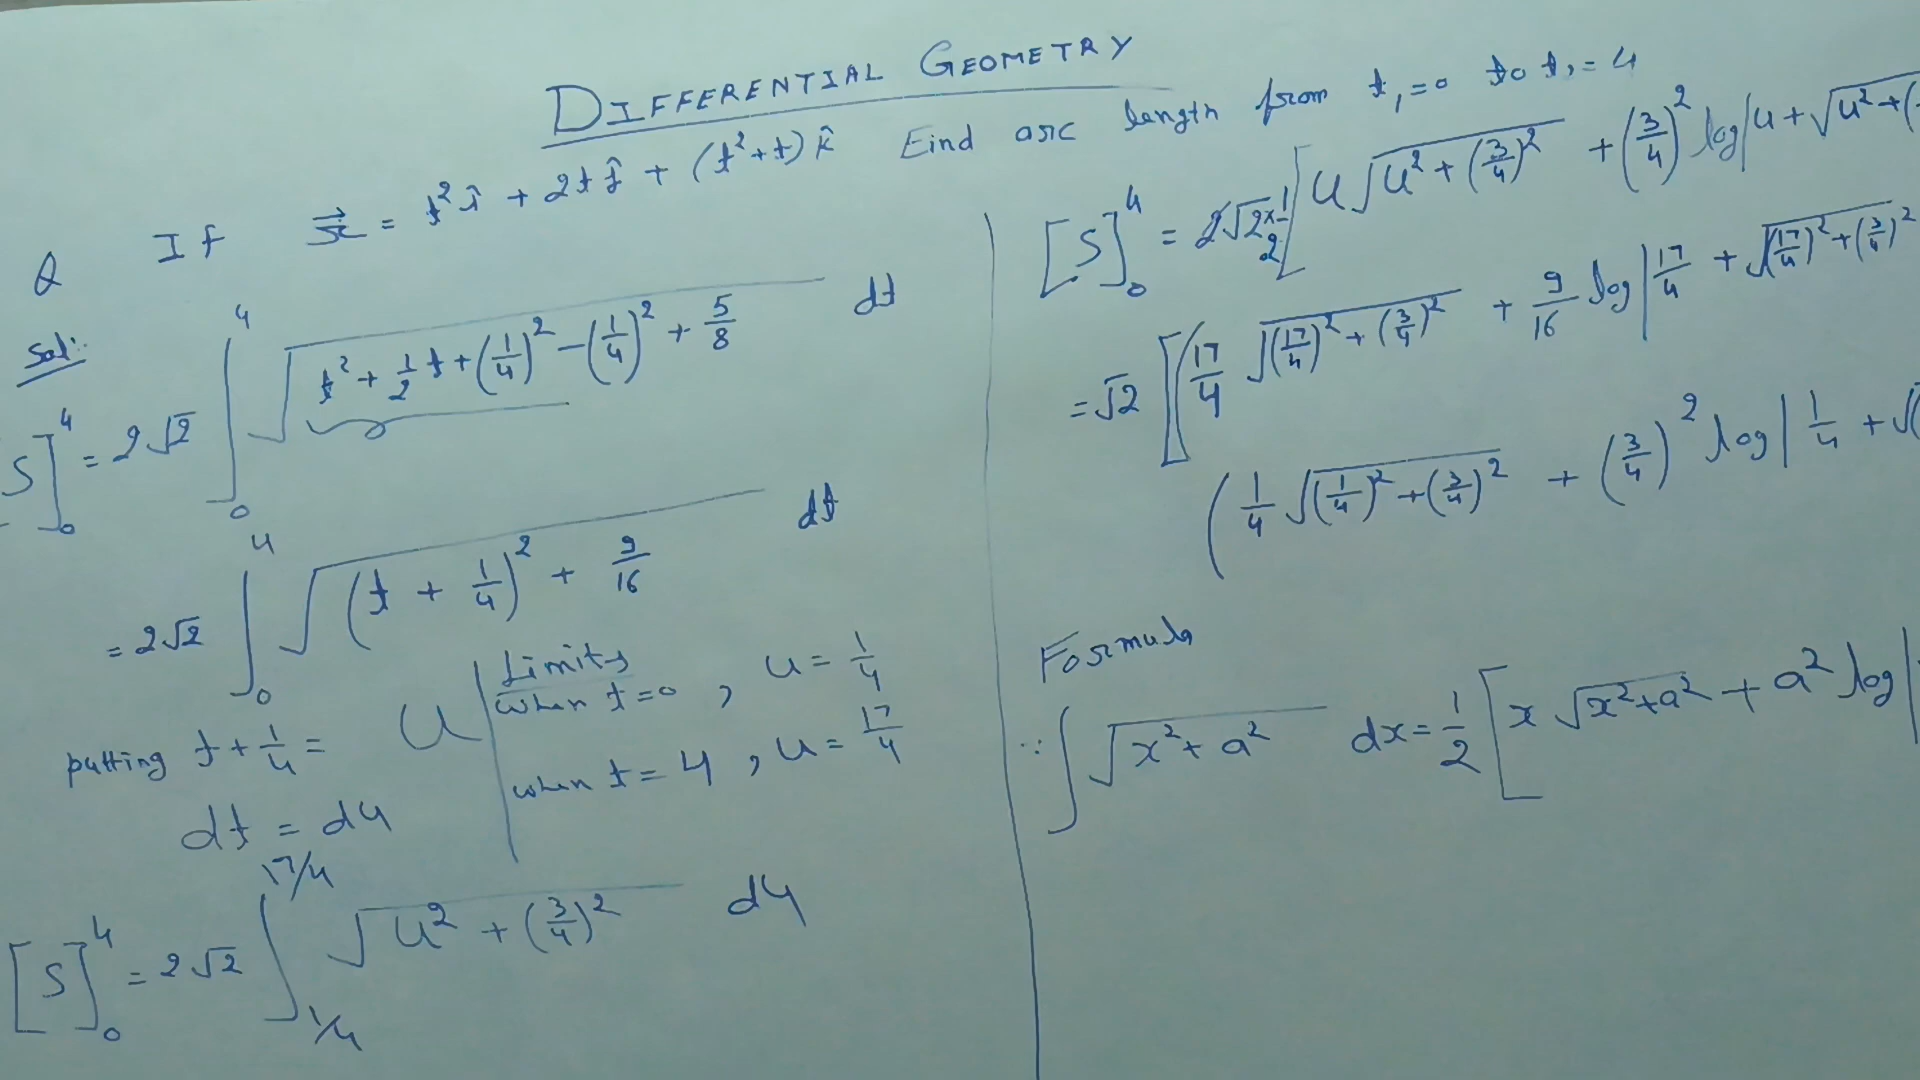 DIFFERENTIAL GEOMETRY
Q If r⃗ = t² î + 2t ĵ + (t²+t) k̂ Find arc length from t₁=0 to t₁=4
Sol:
[S]₀⁴ = 2√2 ∫₀⁴ √(t² + 1/2 t + (1/4)² − (1/4)² + 5/8) dt
= 2√2 ∫₀⁴ √((t + 1/4)² + 9/16) dt
putting t + 1/4 = u
dt = du
Limits
when t=0, u = 1/4
when t = 4, u = 17/4
[S]₀⁴ = 2√2 ∫_{1/4}^{17/4} √(u² + (3/4)²) du
[S]₀⁴ = 2√2 × 1/2 [u √(u² + (3/4)²) + (3/4)² log|u + √(u² + (
= √2 [(17/4 √((17/4)² + (3/4)²) + 9/16 log|17/4 + √((17/4)² + (3/4)²)
(1/4 √((1/4)² + (3/4)²) + (3/4)² log|1/4 + √(
Formula
∵ ∫ √(x² + a²) dx = 1/2 [x √(x² + a²) + a² log|